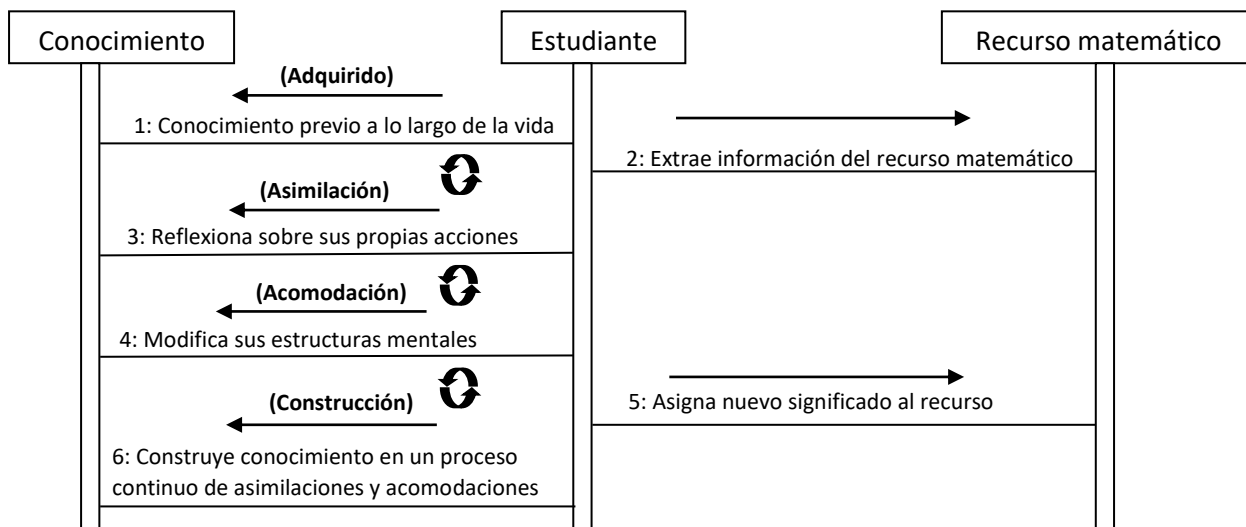 Conocimiento
Estudiante
Recurso matemático
(Adquirido)
1: Conocimiento previo a lo largo de la vida
2: Extrae información del recurso matemático
(Asimilación)
3: Reflexiona sobre sus propias acciones
(Acomodación)
4: Modifica sus estructuras mentales
(Construcción)
5: Asigna nuevo significado al recurso
6: Construye conocimiento en un proceso
continuo de asimilaciones y acomodaciones